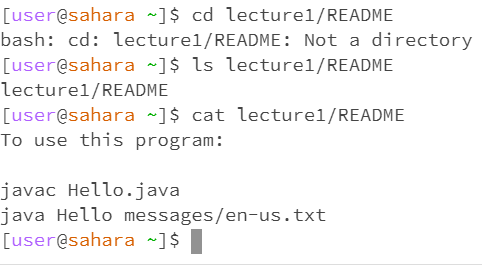 [user@sahara ~]$ cd lecture1/README
bash: cd: lecture1/README: Not a directory
[user@sahara ~]$ ls lecture1/README
lecture1/README
[user@sahara ~]$ cat lecture1/README
To use this program:

javac Hello.java
java Hello messages/en-us.txt
[user@sahara ~]$